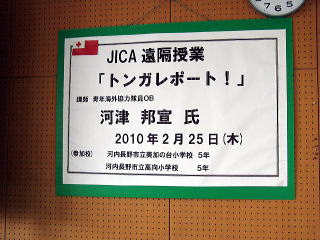 JICA 遠隔授業
「トンガレポート！」
講師 青年海外協力隊員OB
河津 邦宣 氏
2010年2月25日(木)
(参加校) 河内長野市立美加の台小学校 5年
河内長野市立高向小学校 5年